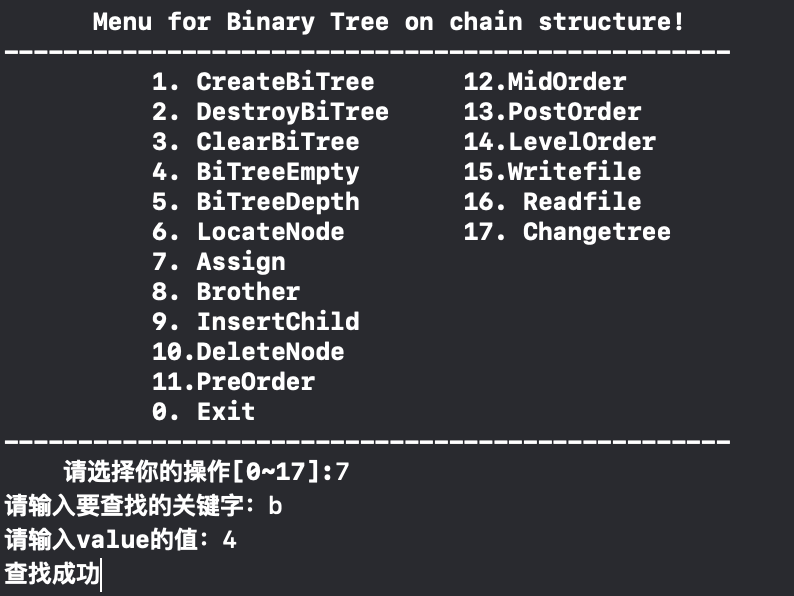 Menu for Binary Tree on chain structure!
-------------------------------------------------
1. CreateBiTree 12.MidOrder
2. DestroyBiTree 13.PostOrder
3. ClearBiTree 14.LevelOrder
4. BiTreeEmpty 15.Writefile
5. BiTreeDepth 16. Readfile
6. LocateNode 17. Changetree
7. Assign
8. Brother
9. InsertChild
10.DeleteNode
11.PreOrder
0. Exit
-------------------------------------------------
请选择你的操作[0~17]:7
请输入要查找的关键字：b
请输入value的值：4
查找成功